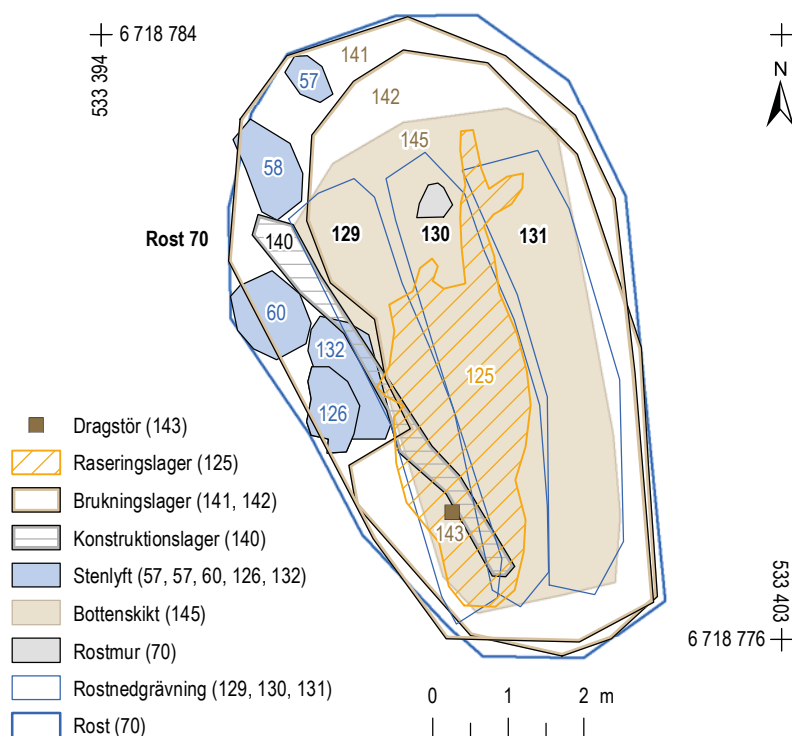 6 718 784
533 394
N
141
57
142
145
58
Rost 70
140
129
130
131
60
132
125
126
143
Dragstör (143)
Raseringslager (125)
Brukningslager (141, 142)
Konstruktionslager (140)
Stenlyft (57, 57, 60, 126, 132)
Bottenskikt (145)
Rostmur (70)
Rostnedgrävning (129, 130, 131)
Rost (70)
533 403
6 718 776
0 1 2 m